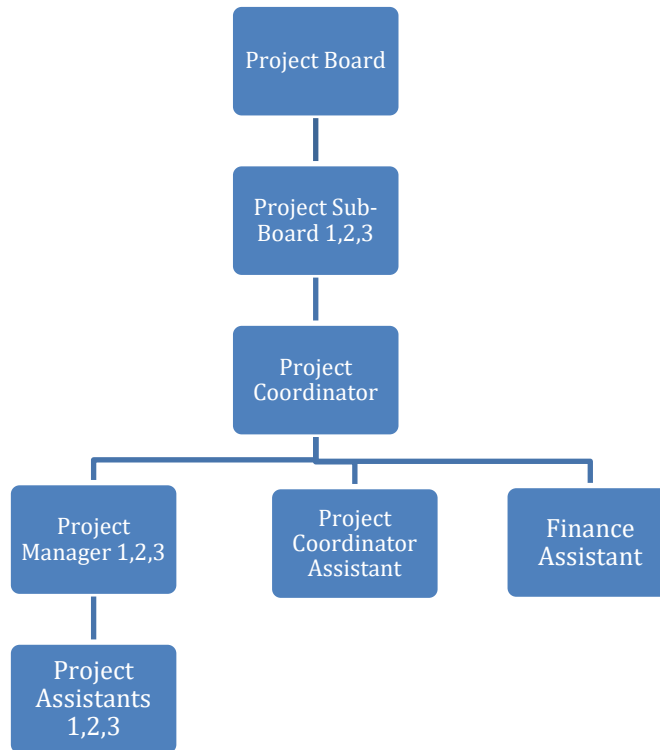 Project Board
Project Sub-
Board 1,2,3
Project
Coordinator
Project
Manager 1,2,3
Project
Coordinator
Assistant
Finance
Assistant
Project
Assistants
1,2,3